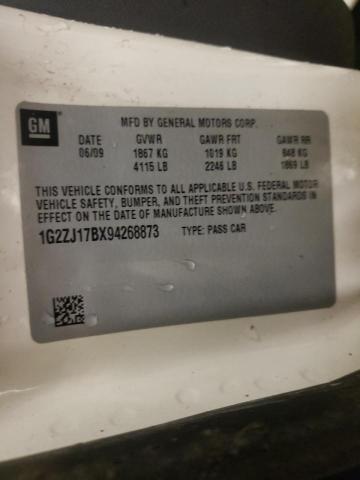 GM
MFD BY GENERAL MOTORS CORP.
DATE GVWR GAWR FRT GAWR RR
06/09 1867 KG 1019 KG 848 KG
4115 LB 2246 LB 1869 LB
THIS VEHICLE CONFORMS TO ALL APPLICABLE U.S. FEDERAL MOTOR
VEHICLE SAFETY, BUMPER, AND THEFT PREVENTION STANDARDS IN
EFFECT ON THE DATE OF MANUFACTURE SHOWN ABOVE.
1G2ZJ17BX94268873 TYPE: PASS CAR